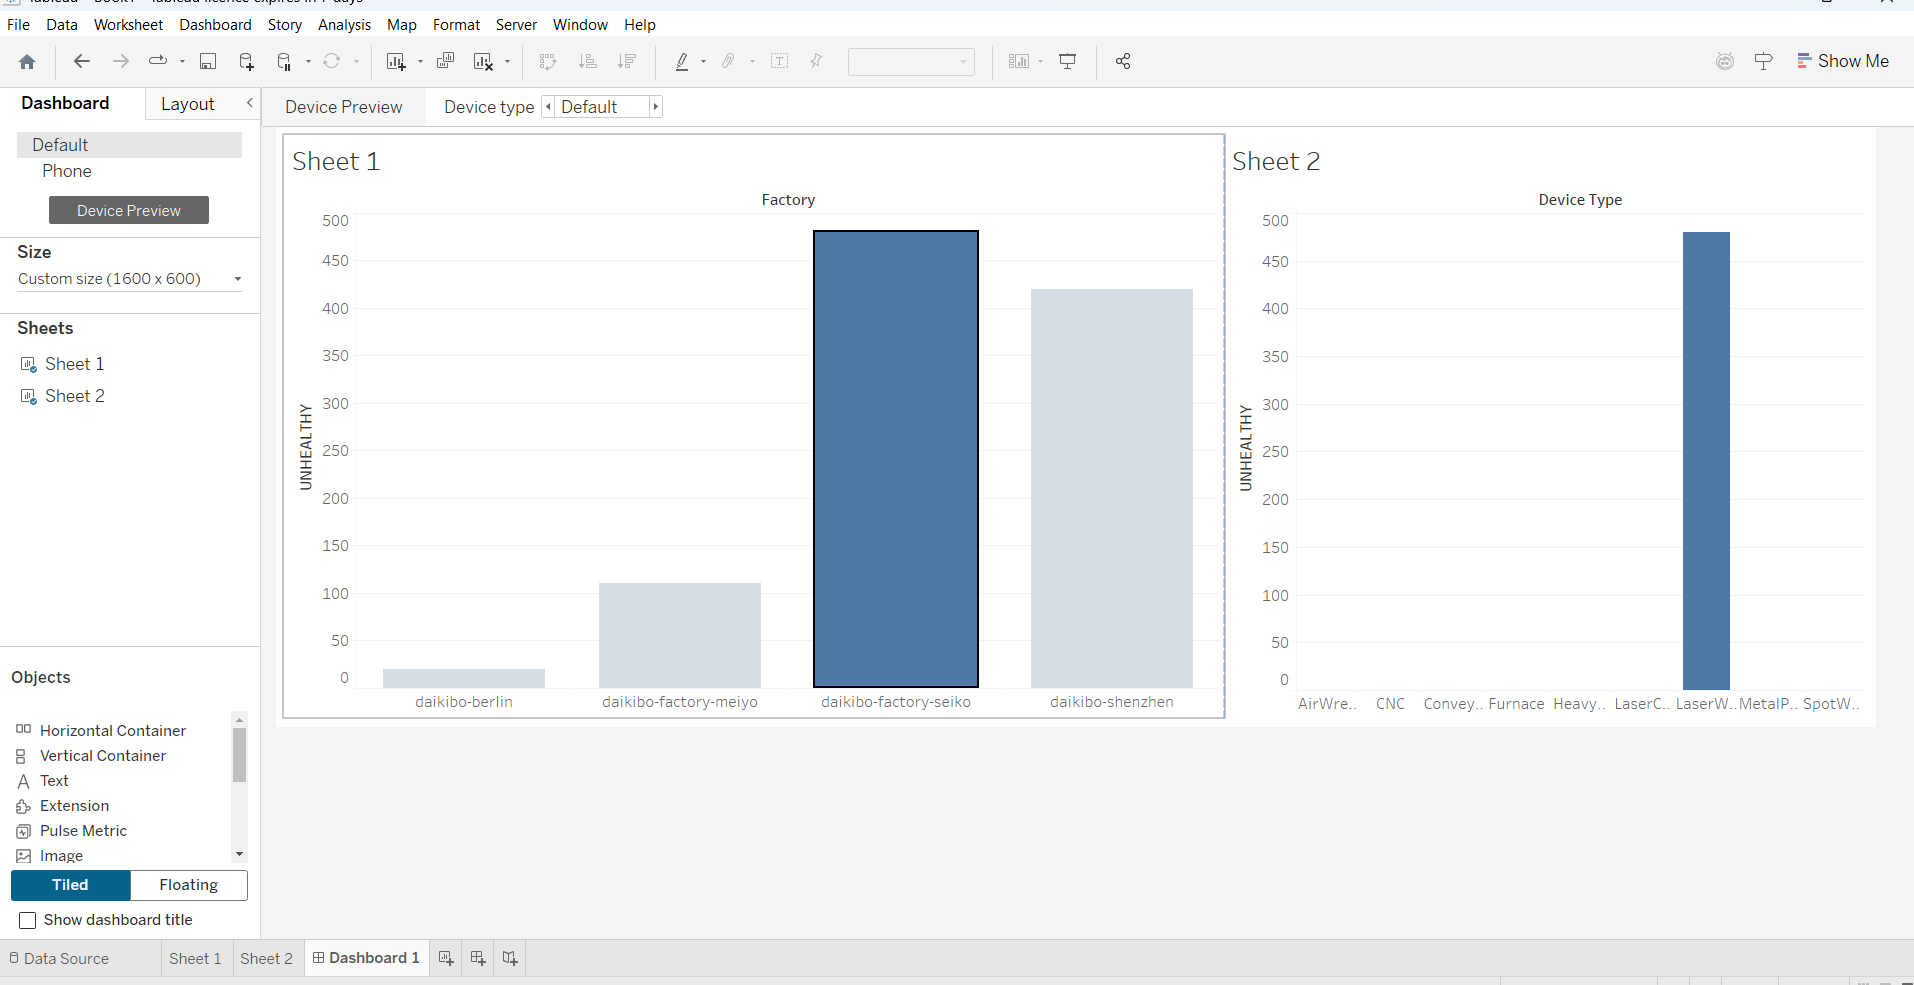 File Data Worksheet Dashboard Story Analysis Map Format Server Window Help
Show Me
Dashboard Layout
Device Preview Device type Default
Default
Phone
Device Preview
Size
Custom size (1600 x 600)
Sheets
Sheet 1
Sheet 2
Objects
Horizontal Container
Vertical Container
Text
Extension
Pulse Metric
Image
Tiled Floating
Show dashboard title
Sheet 1
Factory
UNHEALTHY
500
450
400
350
300
250
200
150
100
50
0
daikibo-berlin daikibo-factory-meiyo daikibo-factory-seiko daikibo-shenzhen
Sheet 2
Device Type
UNHEALTHY
500
450
400
350
300
250
200
150
100
50
0
AirWre.. CNC Convey.. Furnace Heavy.. LaserC.. LaserW.. MetalP.. SpotW..
Data Source Sheet 1 Sheet 2 Dashboard 1